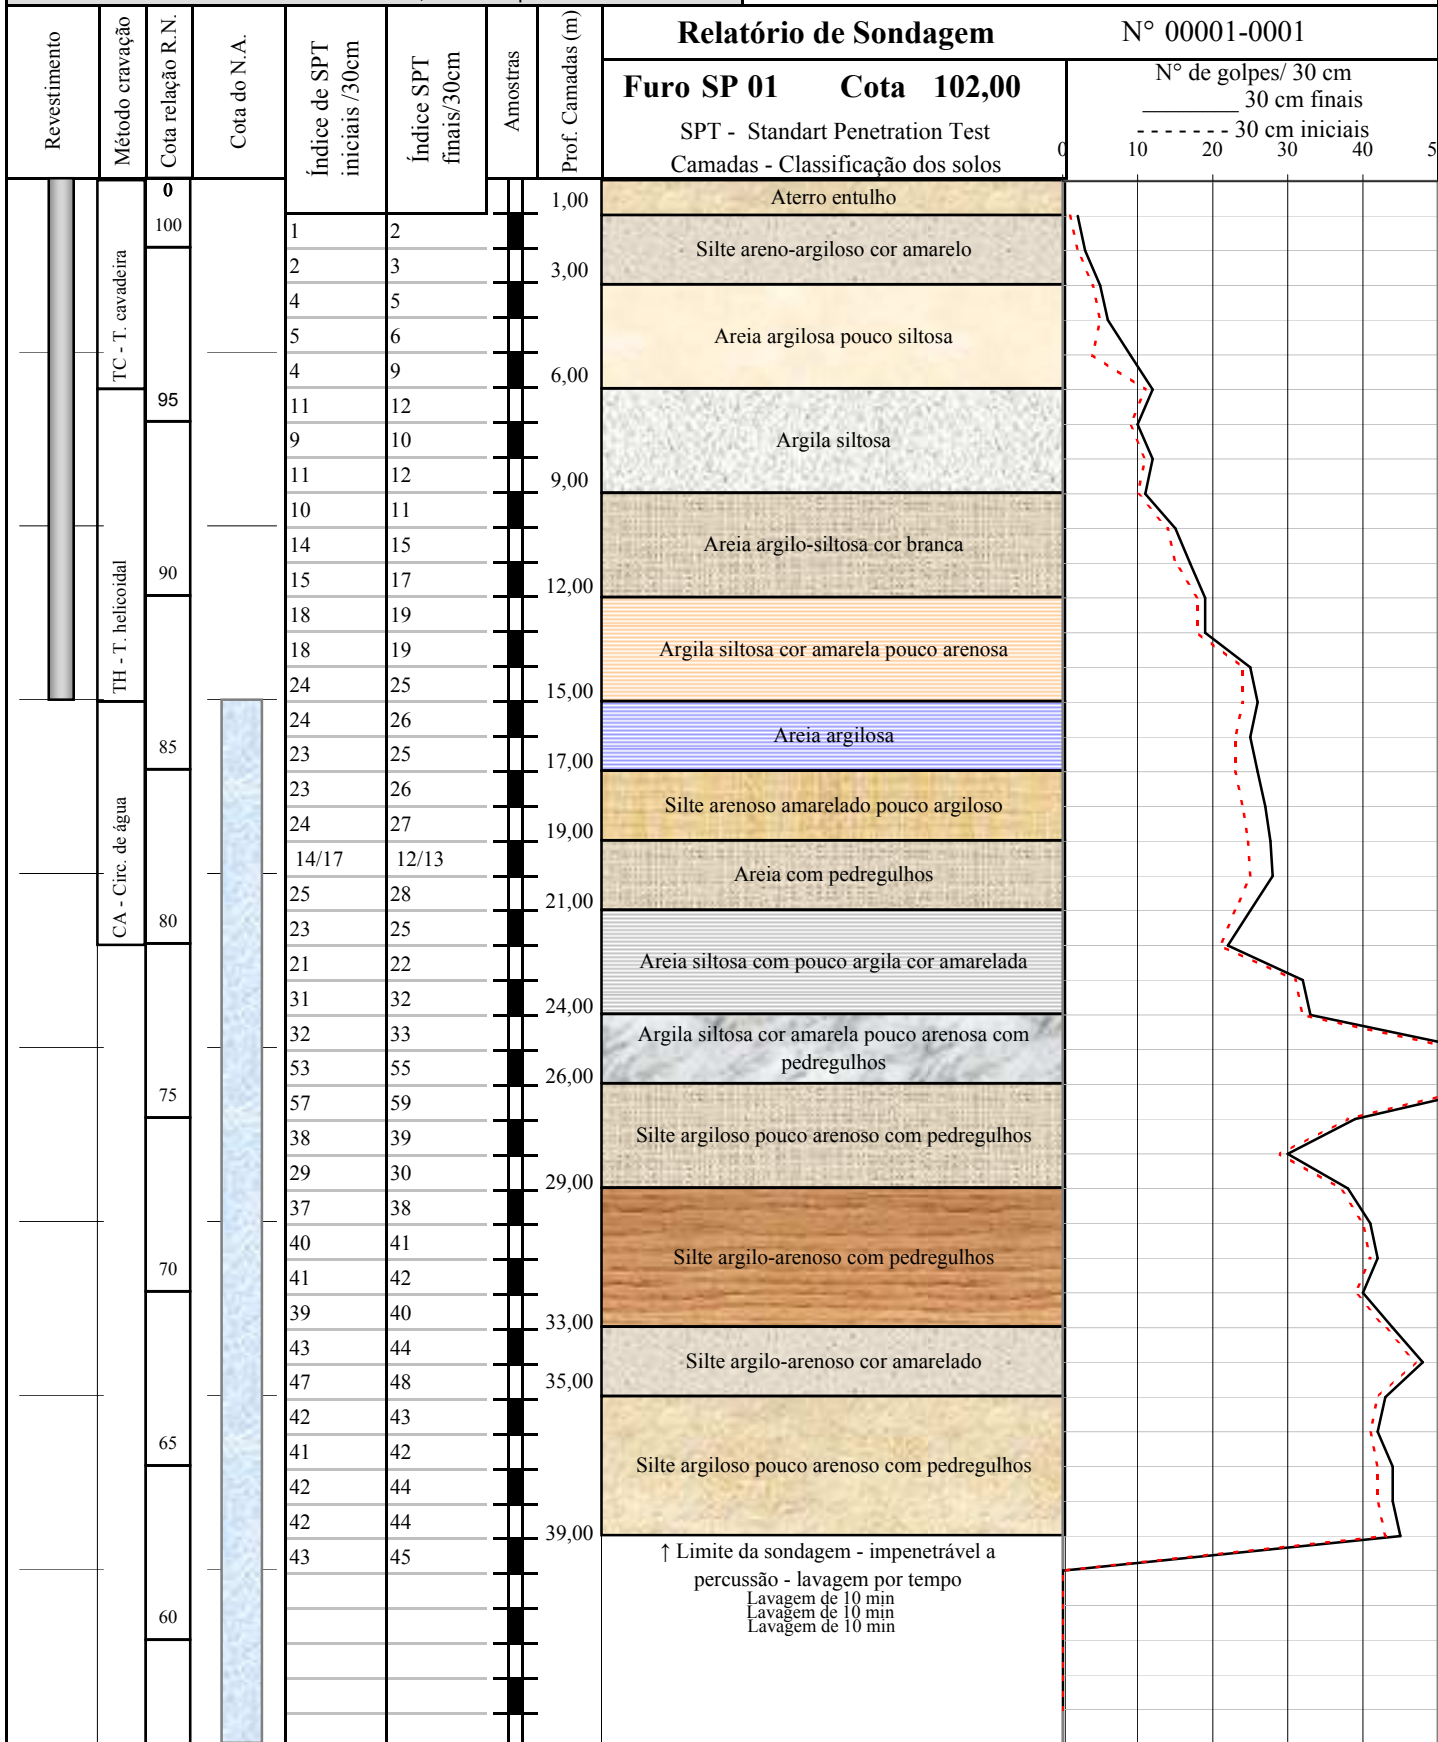 Relatório de Sondagem
N° 00001-0001
Revestimento
Método cravação
Cota relação R.N.
Cota do N.A.
Índice de SPT
iniciais /30cm
Índice SPT
finais/30cm
Amostras
Prof. Camadas (m)
Furo SP 01 Cota 102,00
SPT - Standart Penetration Test
Camadas - Classificação dos solos
N° de golpes/ 30 cm
30 cm finais
30 cm iniciais
0 10 20 30 40
TC - T. cavadeira
TH - T. helicoidal
CA - Circ. de água
0
100
95
90
85
80
75
70
65
60
1 2
2 3
4 5
5 6
4 9
11 12
9 10
11 12
10 11
14 15
15 17
18 19
18 19
24 25
24 26
23 25
23 26
24 27
14/17 12/13
25 28
23 25
21 22
31 32
32 33
53 55
57 59
38 39
29 30
37 38
40 41
41 42
39 40
43 44
47 48
42 43
41 42
42 44
42 44
43 45
1,00
Aterro entulho
3,00
Silte areno-argiloso cor amarelo
6,00
Areia argilosa pouco siltosa
9,00
Argila siltosa
12,00
Areia argilo-siltosa cor branca
15,00
Argila siltosa cor amarela pouco arenosa
17,00
Areia argilosa
19,00
Silte arenoso amarelado pouco argiloso
21,00
Areia com pedregulhos
24,00
Areia siltosa com pouco argila cor amarelada
26,00
Argila siltosa cor amarela pouco arenosa com
pedregulhos
29,00
Silte argiloso pouco arenoso com pedregulhos
33,00
Silte argilo-arenoso com pedregulhos
35,00
Silte argilo-arenoso cor amarelado
39,00
Silte argiloso pouco arenoso com pedregulhos
↑ Limite da sondagem - impenetrável a
percussão - lavagem por tempo
Lavagem de 10 min
Lavagem de 10 min
Lavagem de 10 min